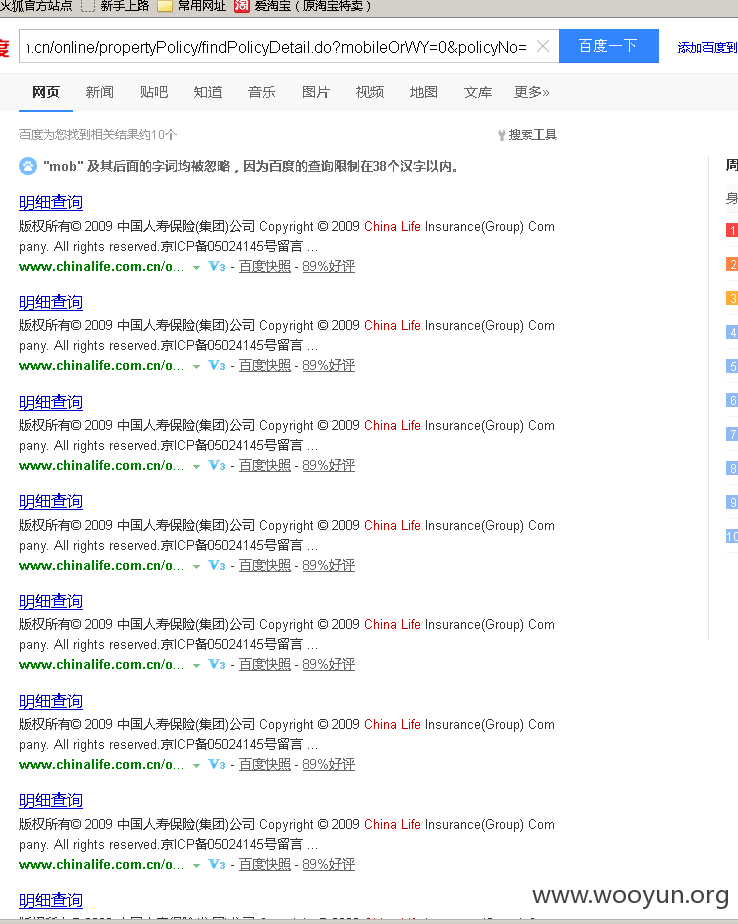 火狐官方站点 新手上路 常用网址 淘 爱淘宝（原淘宝特卖）
度 n.cn/online/propertyPolicy/findPolicyDetail.do?mobileOrWY=0&policyNo= 百度一下 添加百度到
网页 新闻 贴吧 知道 音乐 图片 视频 地图 文库 更多»
百度为您找到相关结果约10个 搜索工具
"mob" 及其后面的字词均被忽略，因为百度的查询限制在38个汉字以内。
明细查询
版权所有© 2009 中国人寿保险(集团)公司 Copyright © 2009 China Life Insurance(Group) Com
pany. All rights reserved.京ICP备05024145号留言 ...
www.chinalife.com.cn/o... V3 - 百度快照 - 89%好评
明细查询
版权所有© 2009 中国人寿保险(集团)公司 Copyright © 2009 China Life Insurance(Group) Com
pany. All rights reserved.京ICP备05024145号留言 ...
www.chinalife.com.cn/o... V3 - 百度快照 - 89%好评
明细查询
版权所有© 2009 中国人寿保险(集团)公司 Copyright © 2009 China Life Insurance(Group) Com
pany. All rights reserved.京ICP备05024145号留言 ...
www.chinalife.com.cn/o... V3 - 百度快照 - 89%好评
明细查询
版权所有© 2009 中国人寿保险(集团)公司 Copyright © 2009 China Life Insurance(Group) Com
pany. All rights reserved.京ICP备05024145号留言 ...
www.chinalife.com.cn/o... V3 - 百度快照 - 89%好评
明细查询
版权所有© 2009 中国人寿保险(集团)公司 Copyright © 2009 China Life Insurance(Group) Com
pany. All rights reserved.京ICP备05024145号留言 ...
www.chinalife.com.cn/o... V3 - 百度快照 - 89%好评
明细查询
版权所有© 2009 中国人寿保险(集团)公司 Copyright © 2009 China Life Insurance(Group) Com
pany. All rights reserved.京ICP备05024145号留言 ...
www.chinalife.com.cn/o... V3 - 百度快照 - 89%好评
明细查询
版权所有© 2009 中国人寿保险(集团)公司 Copyright © 2009 China Life Insurance(Group) Com
pany. All rights reserved.京ICP备05024145号留言 ...
www.chinalife.com.cn/o... V3 - 百度快照 - 89%好评
明细查询
周
身
1
2
3
4
5
6
7
8
9
10
www.wooyun.org